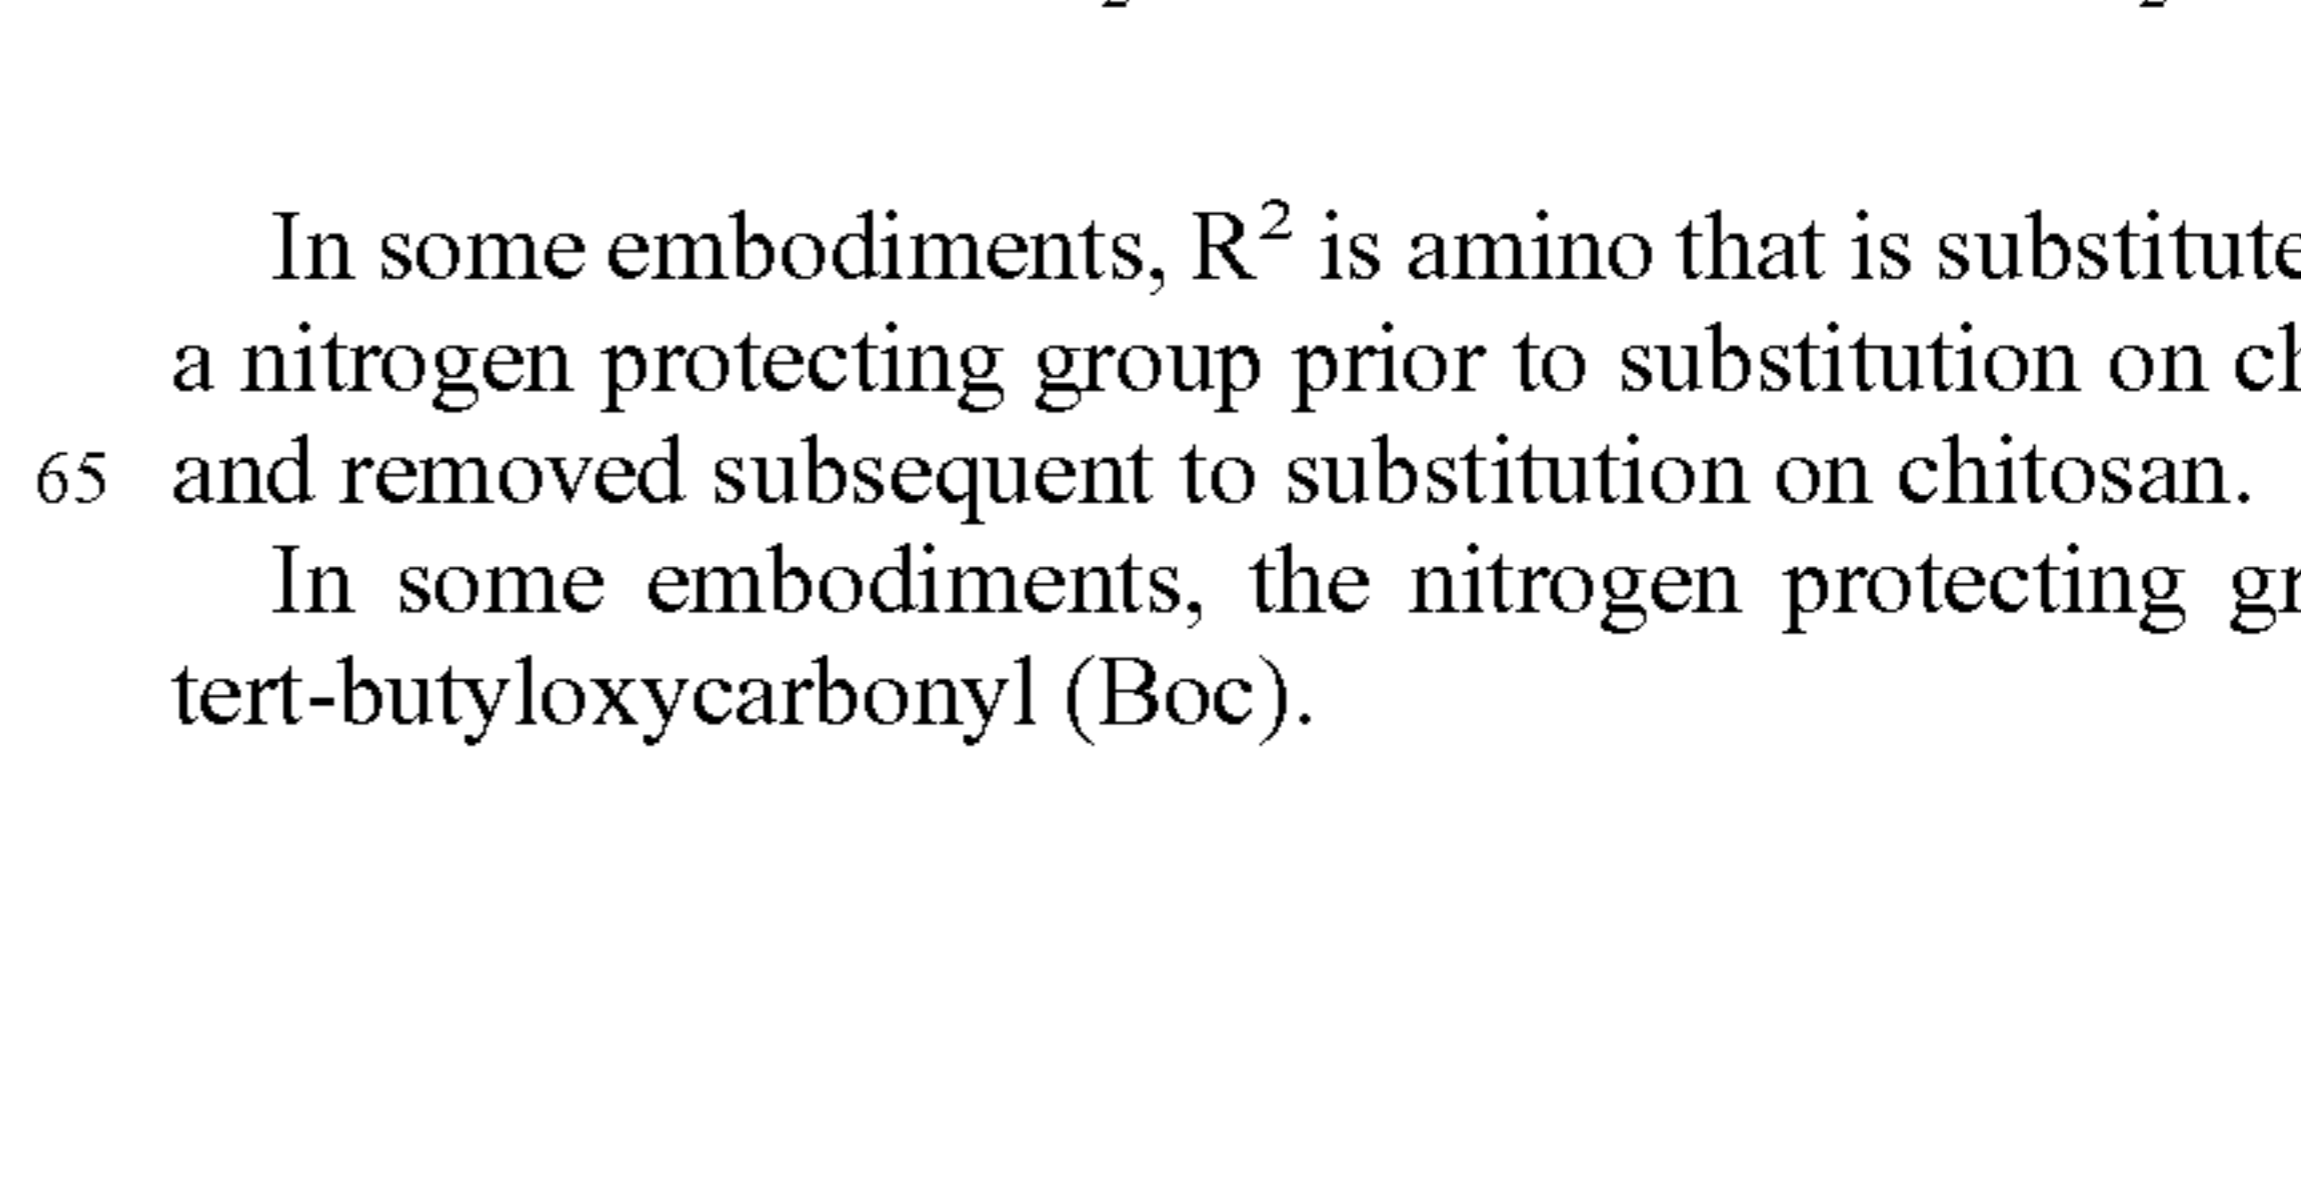 In some embodiments, R² is amino that is
a nitrogen protecting group prior to substitution on
65 and removed subsequent to substitution on chitosan.
In some embodiments, the nitrogen protecting
tert-butyloxycarbonyl (Boc).